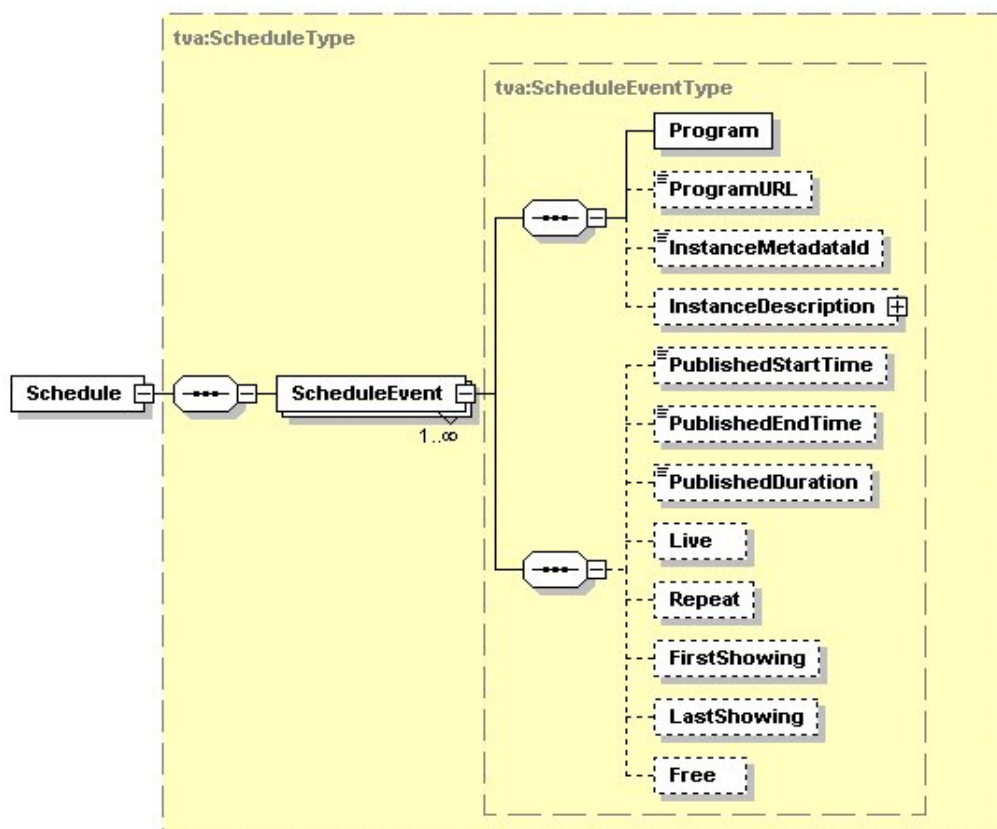 tva:ScheduleType
tva:ScheduleEventType
Program
ProgramURL
InstanceMetadataId
InstanceDescription
Schedule
ScheduleEvent
1..∞
PublishedStartTime
PublishedEndTime
PublishedDuration
Live
Repeat
FirstShowing
LastShowing
Free